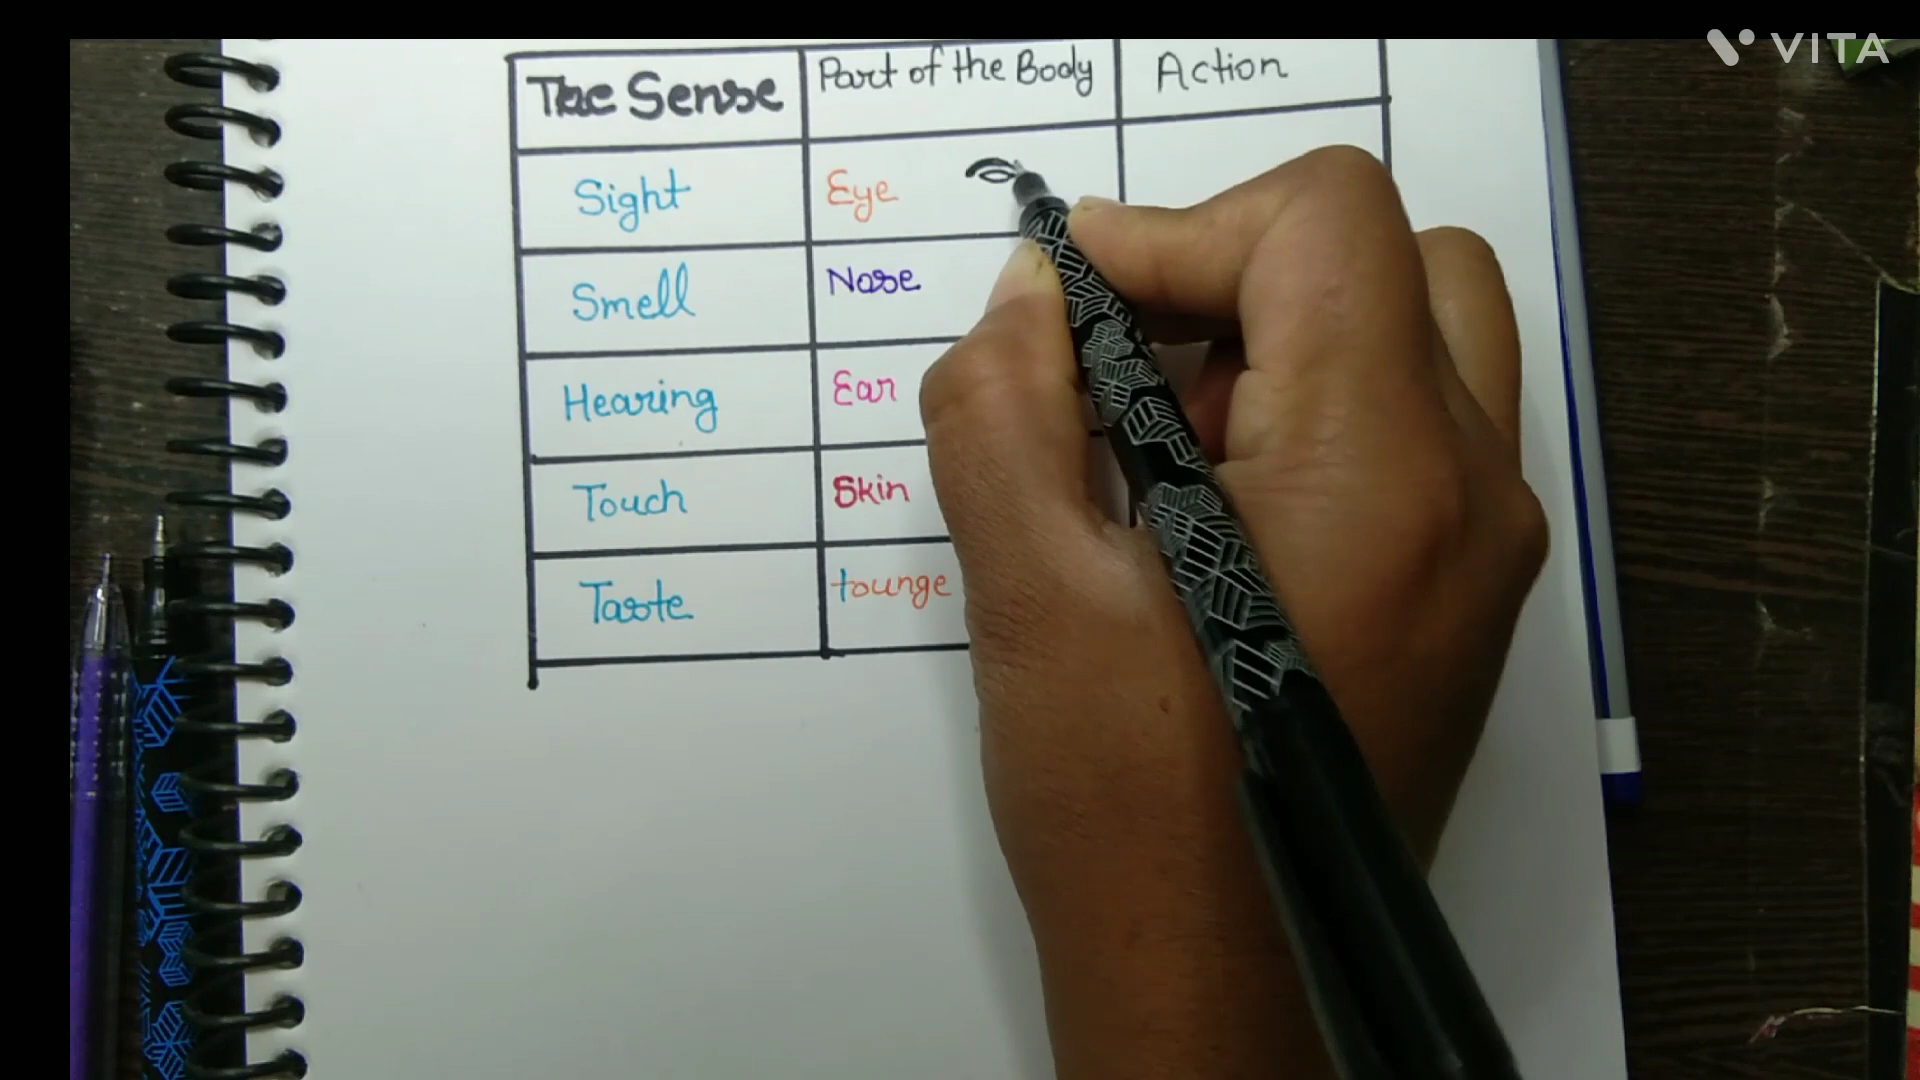 VITA
The Sense
Part of the Body
Action
Sight
Eye
Smell
Nose
Hearing
Ear
Touch
Skin
Taste
tounge